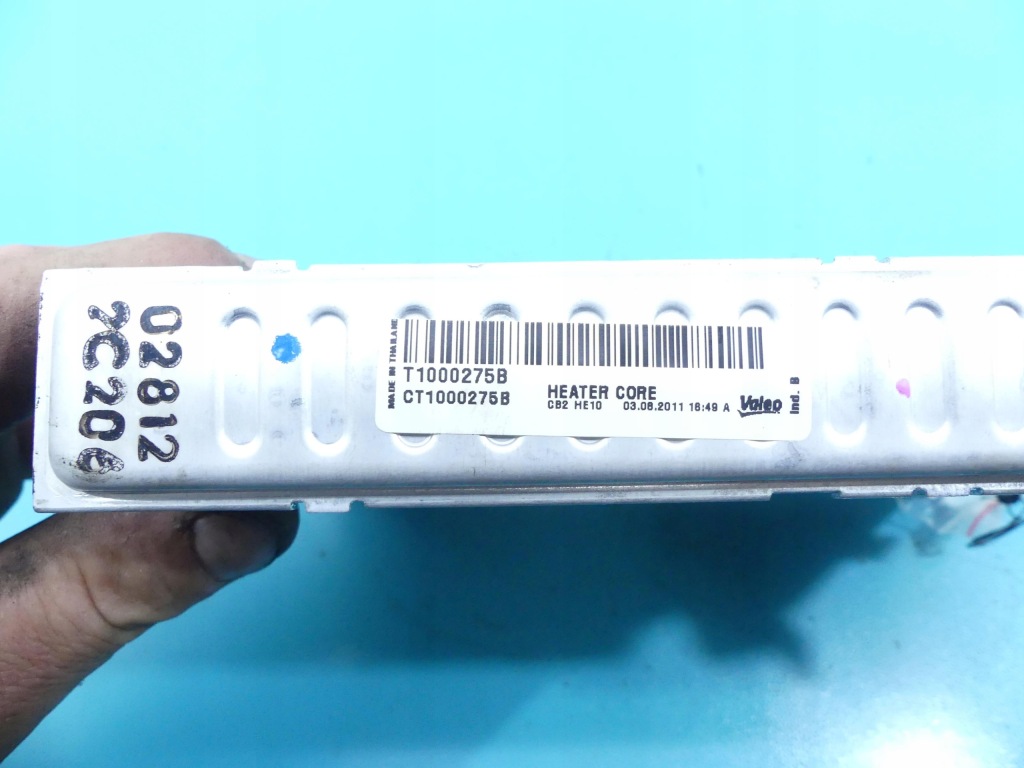 02812
7C206
MADE IN THAILAND
T1000275B
CT1000275B
HEATER CORE
CB2 HE10 03.08.2011 16:49 A
Valeo
Ind. B